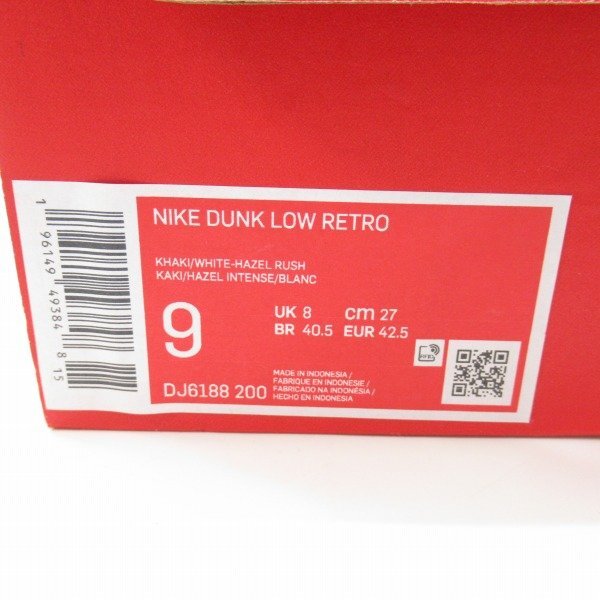 NIKE DUNK LOW RETRO
KHAKI/WHITE-HAZEL RUSH
KAKI/HAZEL INTENSE/BLANC
9
UK 8 cm 27
BR 40.5 EUR 42.5
DJ6188 200
MADE IN INDONESIA/
FABRIQUE EN INDONESIE/
FABRICADO NA INDONÉSIA/
HECHO EN INDONESIA
RFID
1 96149 49384 8 15